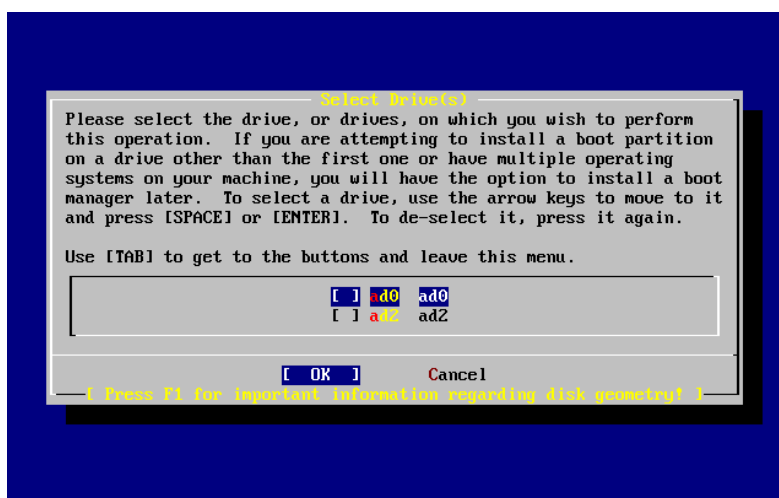 Select Drive(s)
Please select the drive, or drives, on which you wish to perform
this operation.  If you are attempting to install a boot partition
on a drive other than the first one or have multiple operating
systems on your machine, you will have the option to install a boot
manager later.  To select a drive, use the arrow keys to move to it
and press [SPACE] or [ENTER].  To de-select it, press it again.
Use [TAB] to get to the buttons and leave this menu.
[ ] ad0  ad0
[ ] ad2  ad2
[  OK  ]  Cancel
[ Press F1 for important information regarding disk geometry! ]